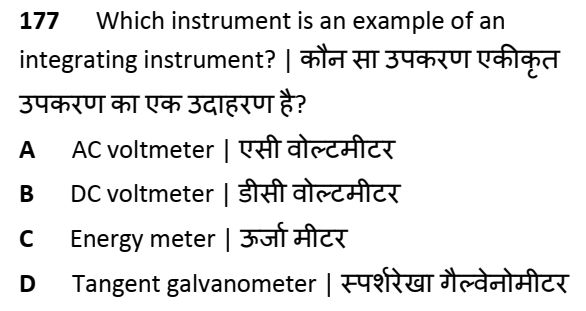 177 Which instrument is an example of an
integrating instrument? | कौन सा उपकरण एकीकृत
उपकरण का एक उदाहरण है?
A AC voltmeter | एसी वोल्टमीटर
B DC voltmeter | डीसी वोल्टमीटर
C Energy meter | ऊर्जा मीटर
D Tangent galvanometer | स्पर्शरेखा गैल्वेनोमीटर